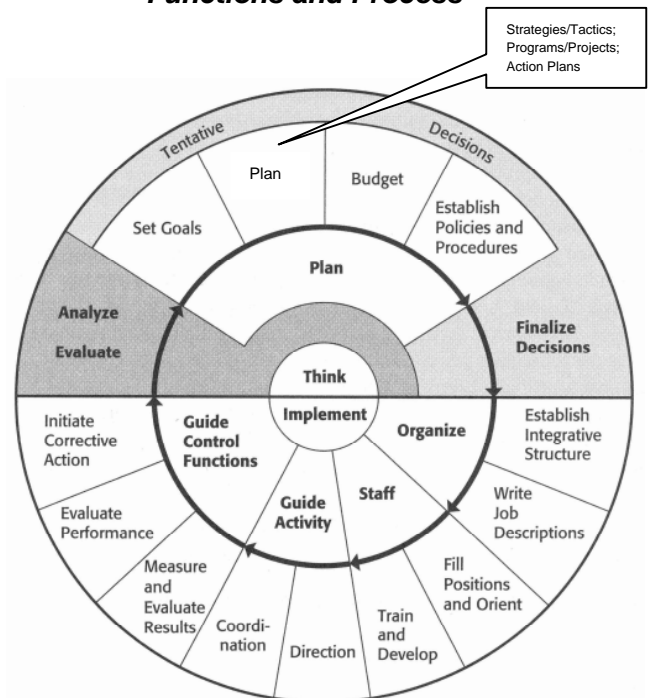 Functions and Process
Strategies/Tactics;
Programs/Projects;
Action Plans
Tentative
Decisions
Set Goals
Plan
Budget
Establish
Policies and
Procedures
Plan
Analyze
Evaluate
Finalize
Decisions
Think
Implement
Initiate
Corrective
Action
Guide
Control
Functions
Organize
Establish
Integrative
Structure
Evaluate
Performance
Guide
Activity
Staff
Write
Job
Descriptions
Measure
and
Evaluate
Results
Coordi-
nation
Direction
Train
and
Develop
Fill
Positions
and Orient